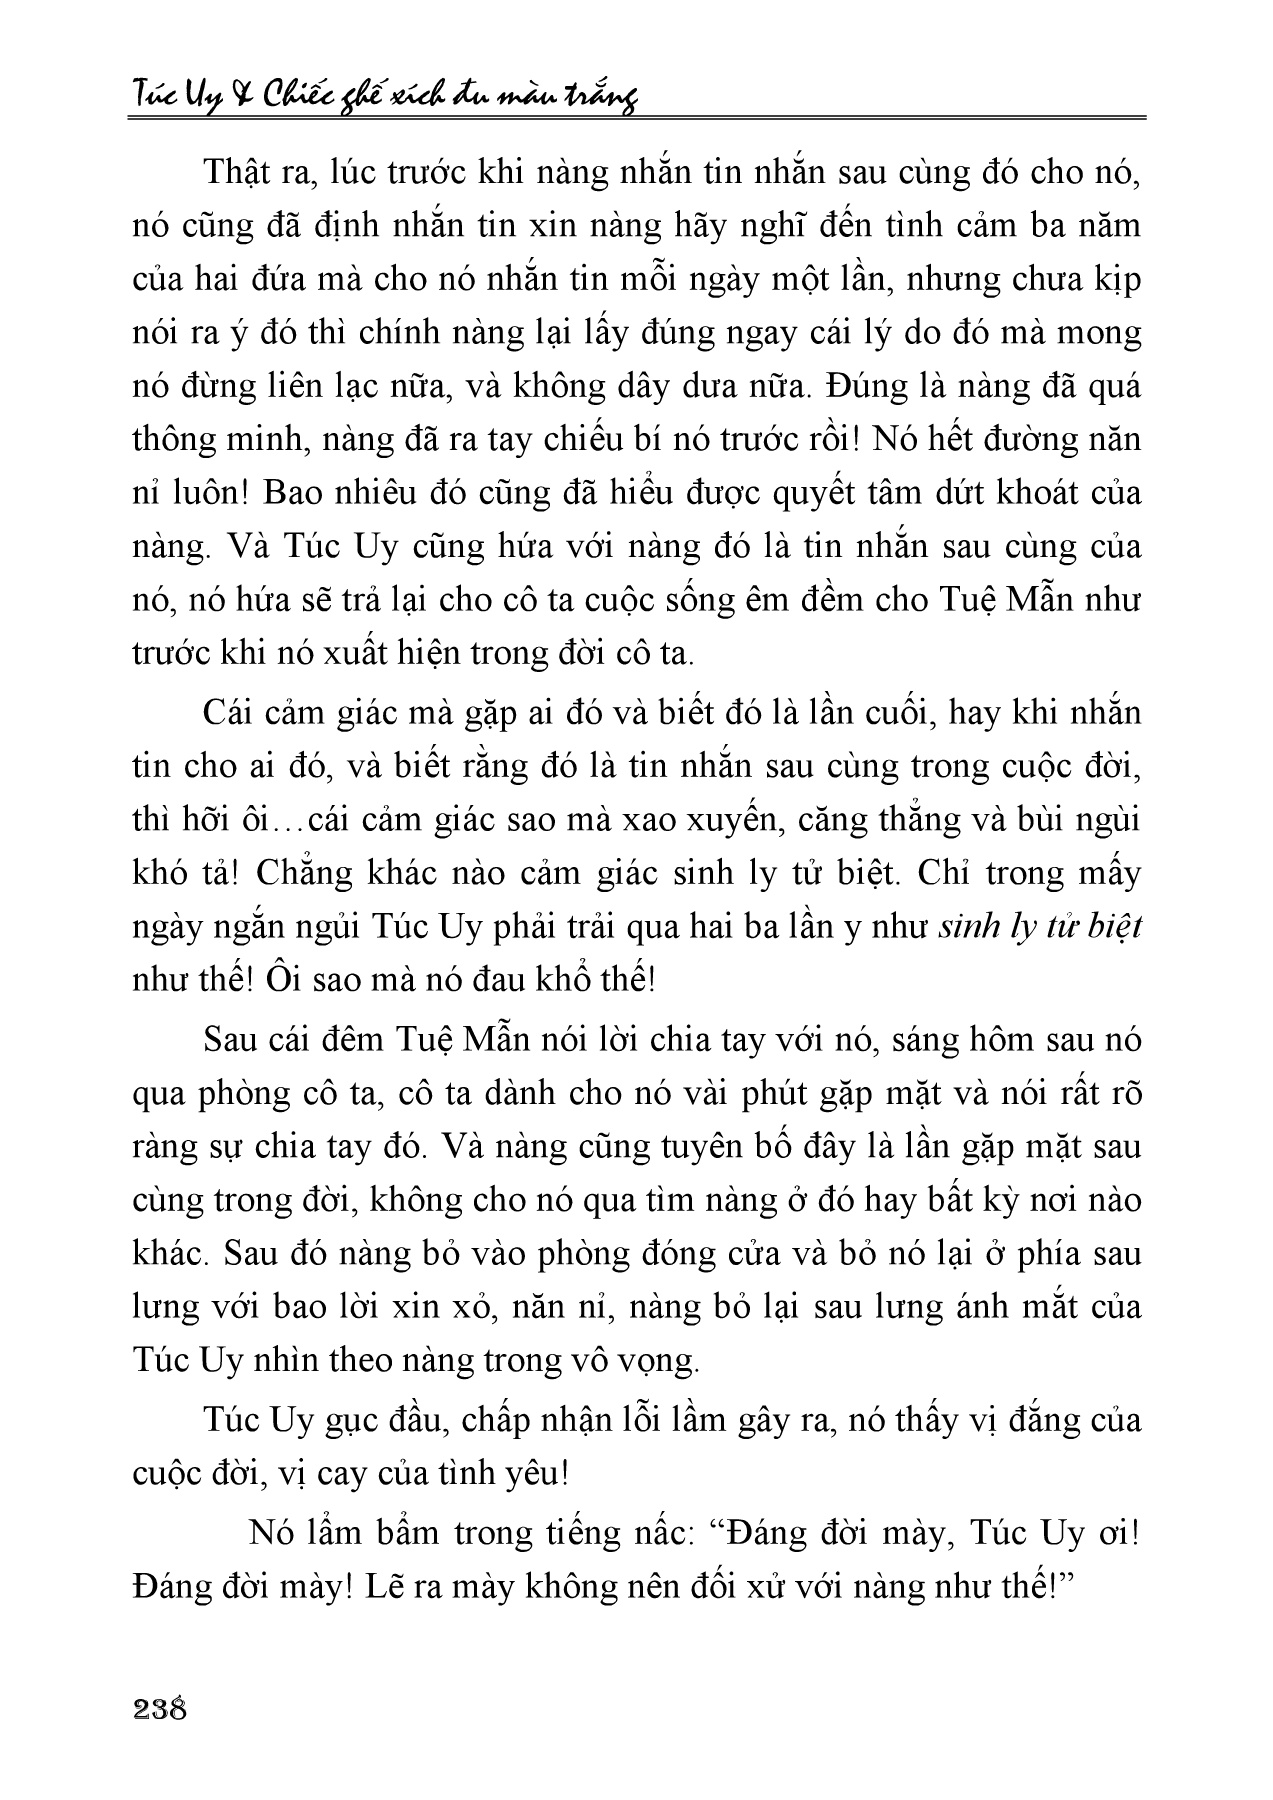 Túc Uy & Chiếc ghế xích đu màu trắng
Thật ra, lúc trước khi nàng nhắn tin nhắn sau cùng đó cho nó,
nó cũng đã định nhắn tin xin nàng hãy nghĩ đến tình cảm ba năm
của hai đứa mà cho nó nhắn tin mỗi ngày một lần, nhưng chưa kịp
nói ra ý đó thì chính nàng lại lấy đúng ngay cái lý do đó mà mong
nó đừng liên lạc nữa, và không dây dưa nữa. Đúng là nàng đã quá
thông minh, nàng đã ra tay chiếu bí nó trước rồi! Nó hết đường năn
nỉ luôn! Bao nhiêu đó cũng đã hiểu được quyết tâm dứt khoát của
nàng. Và Túc Uy cũng hứa với nàng đó là tin nhắn sau cùng của
nó, nó hứa sẽ trả lại cho cô ta cuộc sống êm đềm cho Tuệ Mẫn như
trước khi nó xuất hiện trong đời cô ta.
Cái cảm giác mà gặp ai đó và biết đó là lần cuối, hay khi nhắn
tin cho ai đó, và biết rằng đó là tin nhắn sau cùng trong cuộc đời,
thì hỡi ôi…cái cảm giác sao mà xao xuyến, căng thẳng và bùi ngùi
khó tả! Chẳng khác nào cảm giác sinh ly tử biệt. Chỉ trong mấy
ngày ngắn ngủi Túc Uy phải trải qua hai ba lần y như sinh ly tử biệt
như thế! Ôi sao mà nó đau khổ thế!
Sau cái đêm Tuệ Mẫn nói lời chia tay với nó, sáng hôm sau nó
qua phòng cô ta, cô ta dành cho nó vài phút gặp mặt và nói rất rõ
ràng sự chia tay đó. Và nàng cũng tuyên bố đây là lần gặp mặt sau
cùng trong đời, không cho nó qua tìm nàng ở đó hay bất kỳ nơi nào
khác. Sau đó nàng bỏ vào phòng đóng cửa và bỏ nó lại ở phía sau
lưng với bao lời xin xỏ, năn nỉ, nàng bỏ lại sau lưng ánh mắt của
Túc Uy nhìn theo nàng trong vô vọng.
Túc Uy gục đầu, chấp nhận lỗi lầm gây ra, nó thấy vị đắng của
cuộc đời, vị cay của tình yêu!
Nó lẩm bẩm trong tiếng nấc: “Đáng đời mày, Túc Uy ơi!
Đáng đời mày! Lẽ ra mày không nên đối xử với nàng như thế!”
238